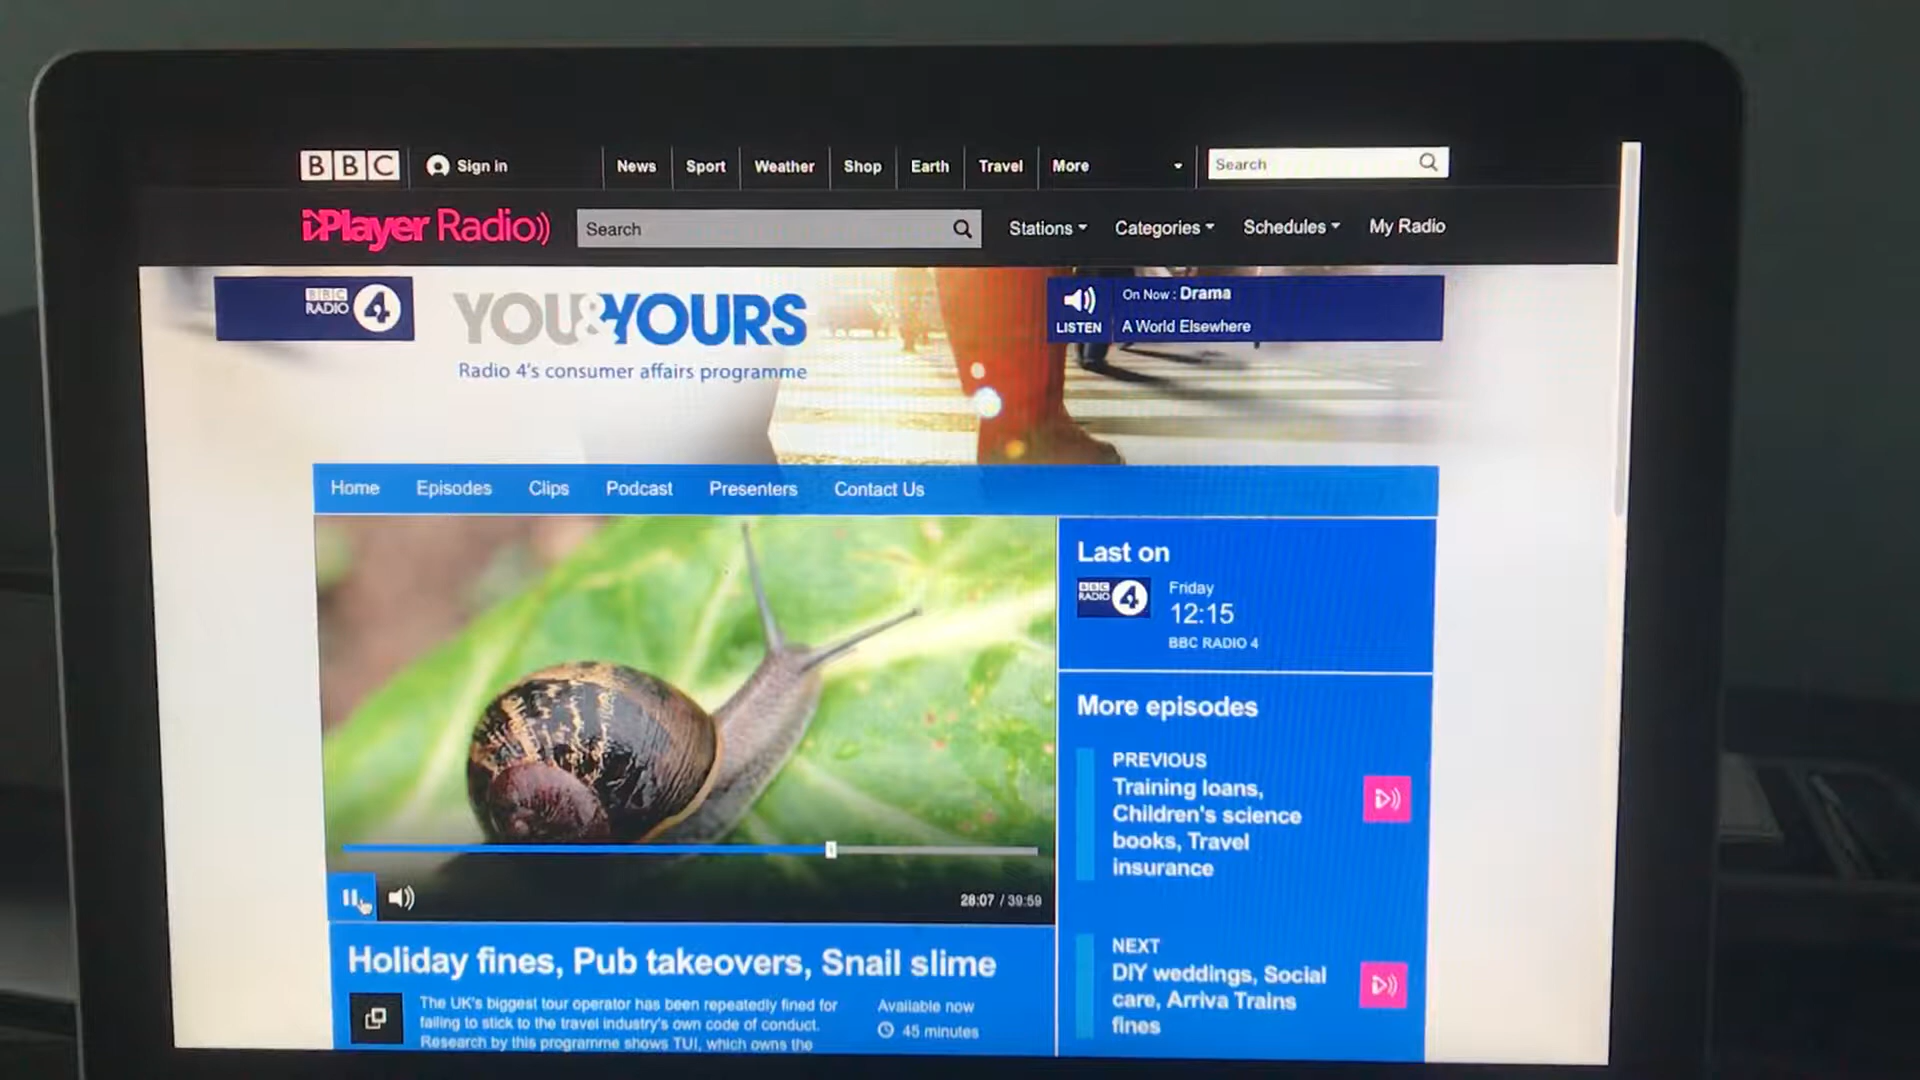 BBC
Sign in
News
Sport
Weather
Shop
Earth
Travel
More
Search
iPlayer Radio
Search
Stations
Categories
Schedules
My Radio
BBC
RADIO 4
YOU&YOURS
Radio 4's consumer affairs programme
LISTEN
On Now : Drama
A World Elsewhere
Home
Episodes
Clips
Podcast
Presenters
Contact Us
28:07 / 39:59
Holiday fines, Pub takeovers, Snail slime
The UK's biggest tour operator has been repeatedly fined for
failing to stick to the travel industry's own code of conduct.
Research by this programme shows TUI, which owns the
Available now
45 minutes
Last on
BBC
RADIO 4
Friday
12:15
BBC RADIO 4
More episodes
PREVIOUS
Training loans,
Children's science
books, Travel
insurance
NEXT
DIY weddings, Social
care, Arriva Trains
fines